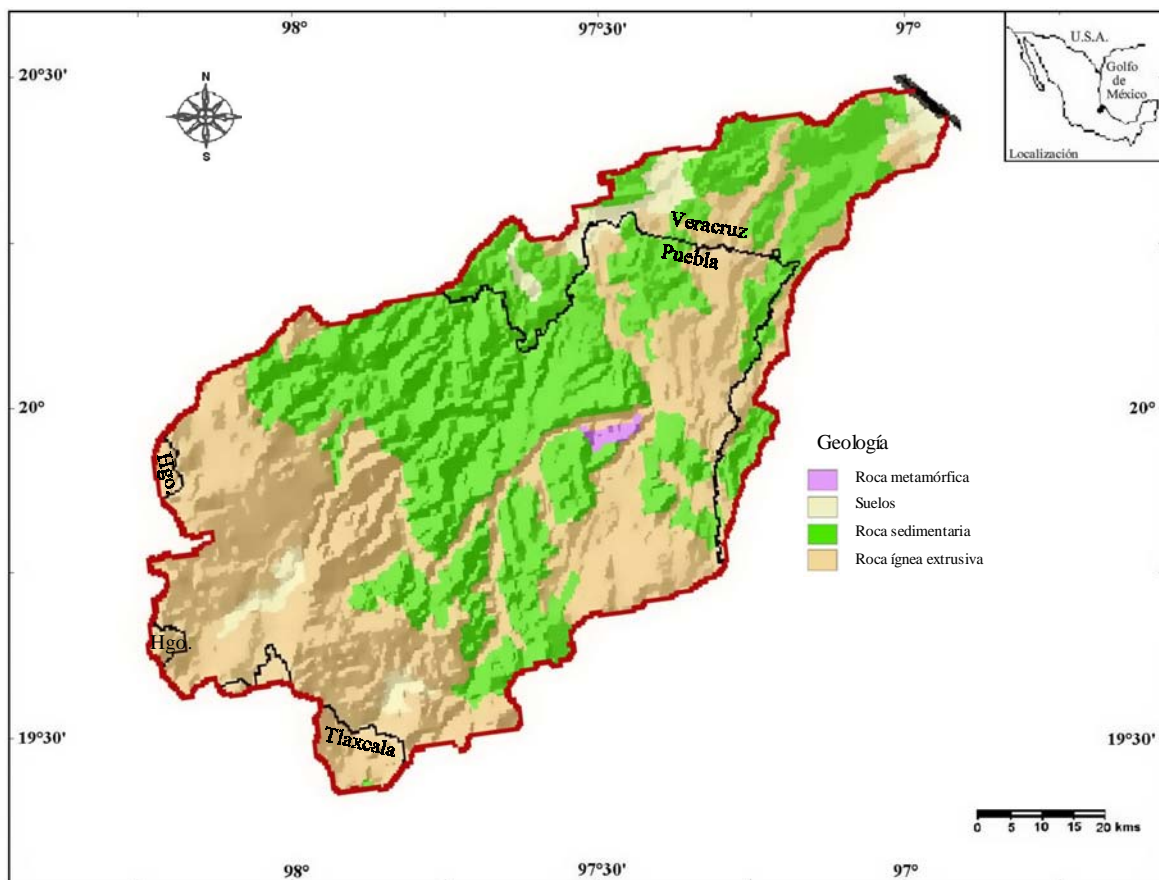 98°
97°30'
97°
20°30'
N
S
U.S.A.
Golfo
de
México
Localización
Veracruz
Puebla
20°
20°
Hgo.
Geología
Roca metamórfica
Suelos
Roca sedimentaria
Roca ígnea extrusiva
Hgo.
Tlaxcala
19°30'
19°30'
0 5 10 15 20 kms
98°
97°30'
97°